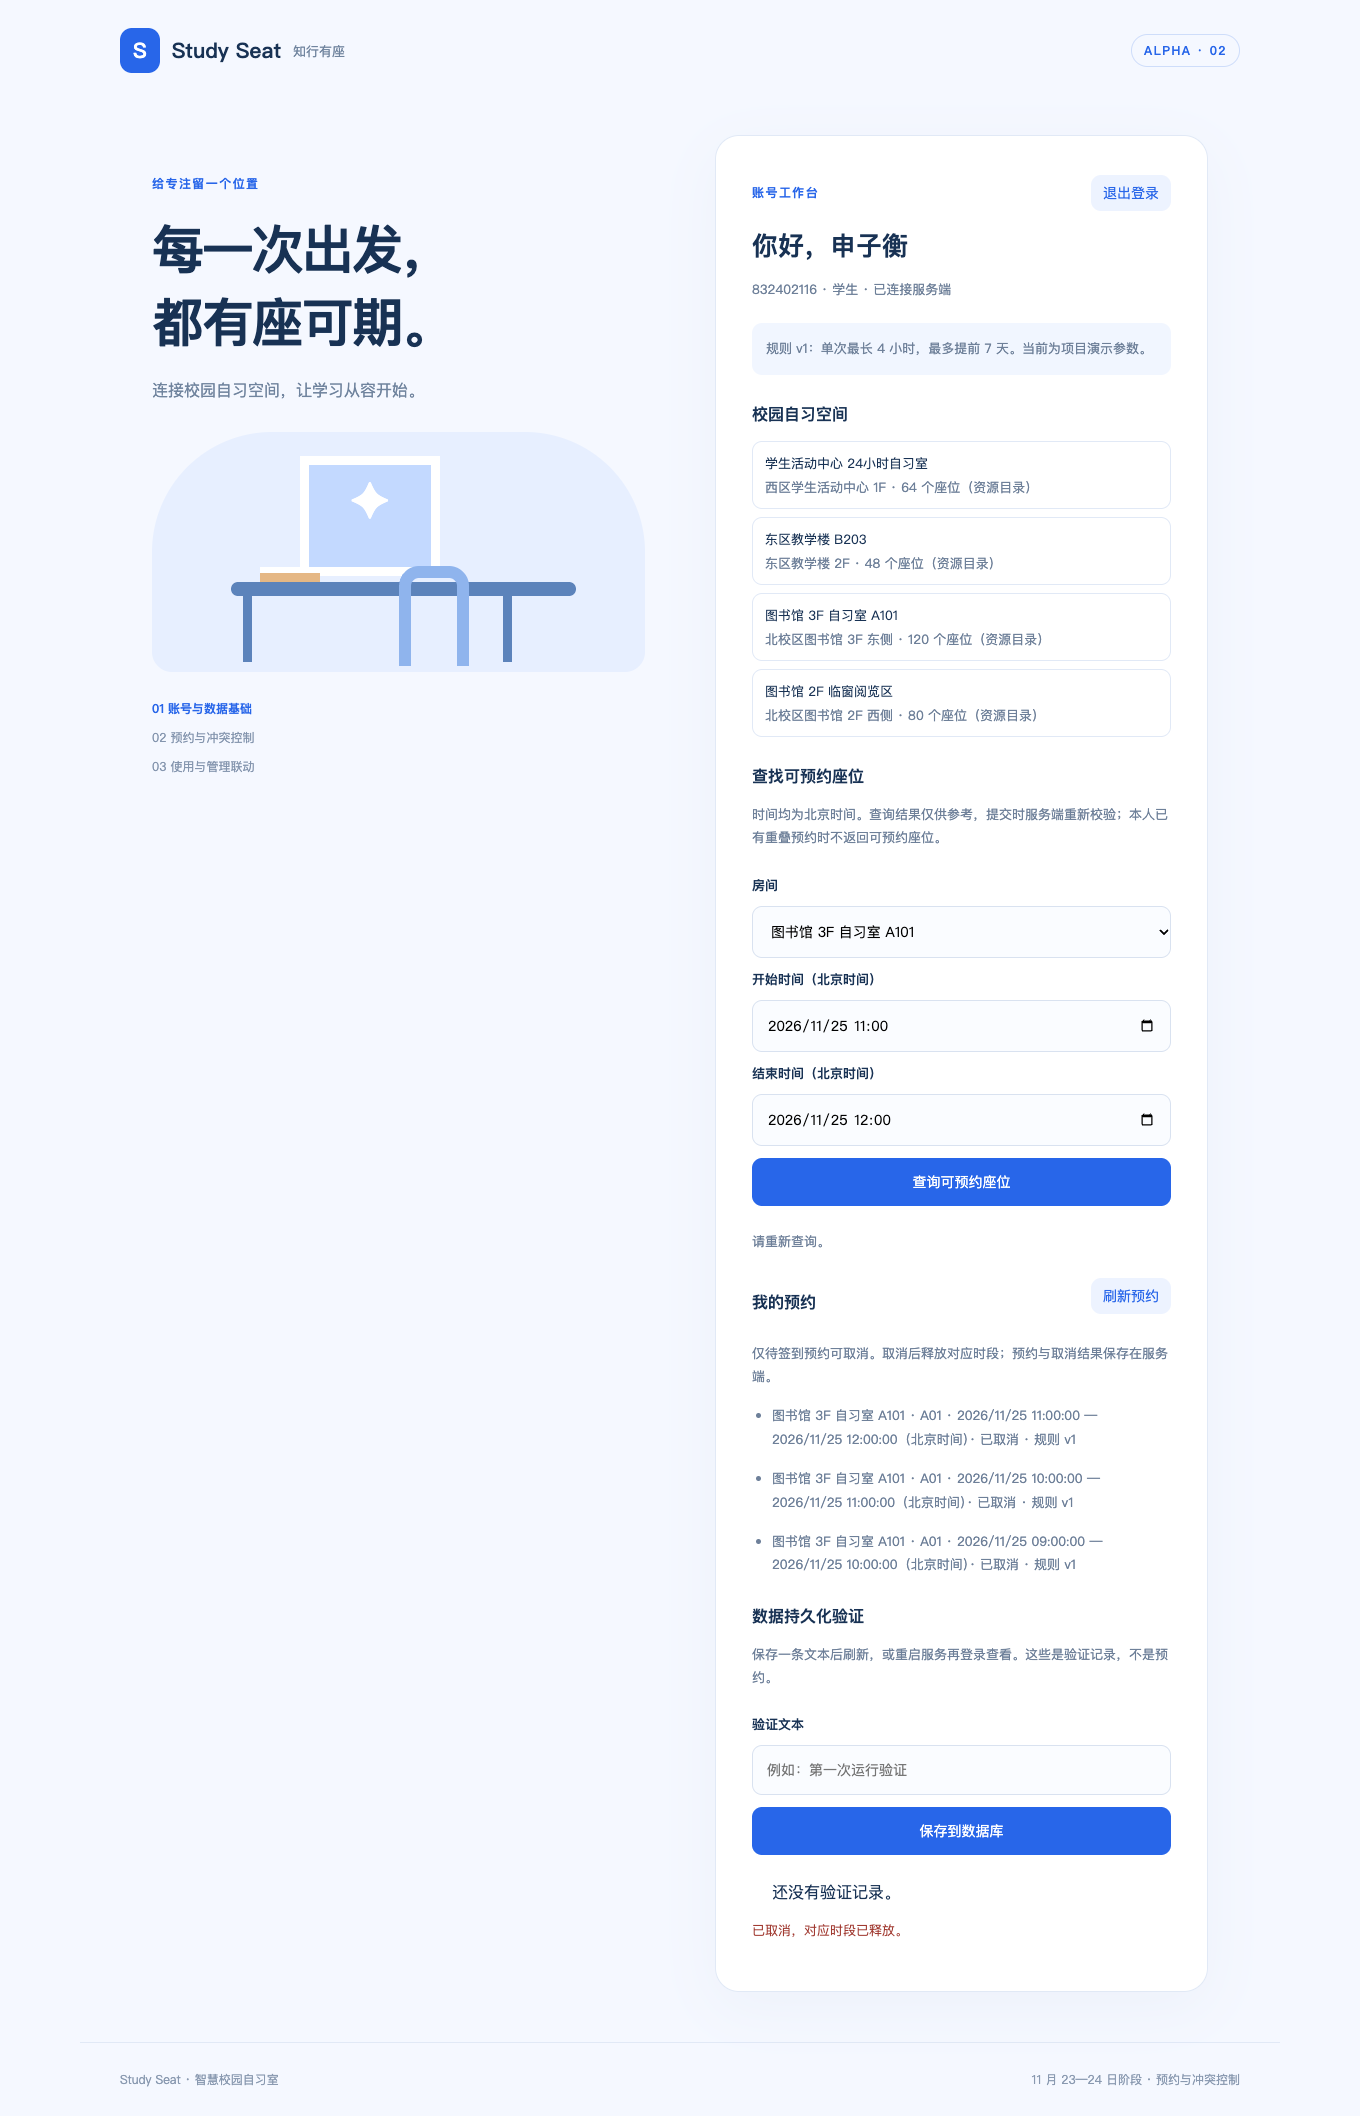 S Study Seat 知行有座
ALPHA · 02
给专注留一个位置
每一次出发，
都有座可期。
连接校园自习空间，让学习从容开始。
01 账号与数据基础
02 预约与冲突控制
03 使用与管理联动
账号工作台
退出登录
你好，申子衡
832402116 · 学生 · 已连接服务端
规则 v1：单次最长 4 小时，最多提前 7 天。当前为项目演示参数。
校园自习空间
学生活动中心 24小时自习室
西区学生活动中心 1F · 64 个座位（资源目录）
东区教学楼 B203
东区教学楼 2F · 48 个座位（资源目录）
图书馆 3F 自习室 A101
北校区图书馆 3F 东侧 · 120 个座位（资源目录）
图书馆 2F 临窗阅览区
北校区图书馆 2F 西侧 · 80 个座位（资源目录）
查找可预约座位
时间均为北京时间。查询结果仅供参考，提交时服务端重新校验；本人已
有重叠预约时不返回可预约座位。
房间
图书馆 3F 自习室 A101
开始时间（北京时间）
2026/11/25 11:00
结束时间（北京时间）
2026/11/25 12:00
查询可预约座位
请重新查询。
我的预约
刷新预约
仅待签到预约可取消。取消后释放对应时段；预约与取消结果保存在服务
端。
• 图书馆 3F 自习室 A101 · A01 · 2026/11/25 11:00:00 —
2026/11/25 12:00:00（北京时间）· 已取消 · 规则 v1
• 图书馆 3F 自习室 A101 · A01 · 2026/11/25 10:00:00 —
2026/11/25 11:00:00（北京时间）· 已取消 · 规则 v1
• 图书馆 3F 自习室 A101 · A01 · 2026/11/25 09:00:00 —
2026/11/25 10:00:00（北京时间）· 已取消 · 规则 v1
数据持久化验证
保存一条文本后刷新，或重启服务再登录查看。这些是验证记录，不是预
约。
验证文本
例如：第一次运行验证
保存到数据库
还没有验证记录。
已取消，对应时段已释放。
Study Seat · 智慧校园自习室
11 月 23—24 日阶段 · 预约与冲突控制